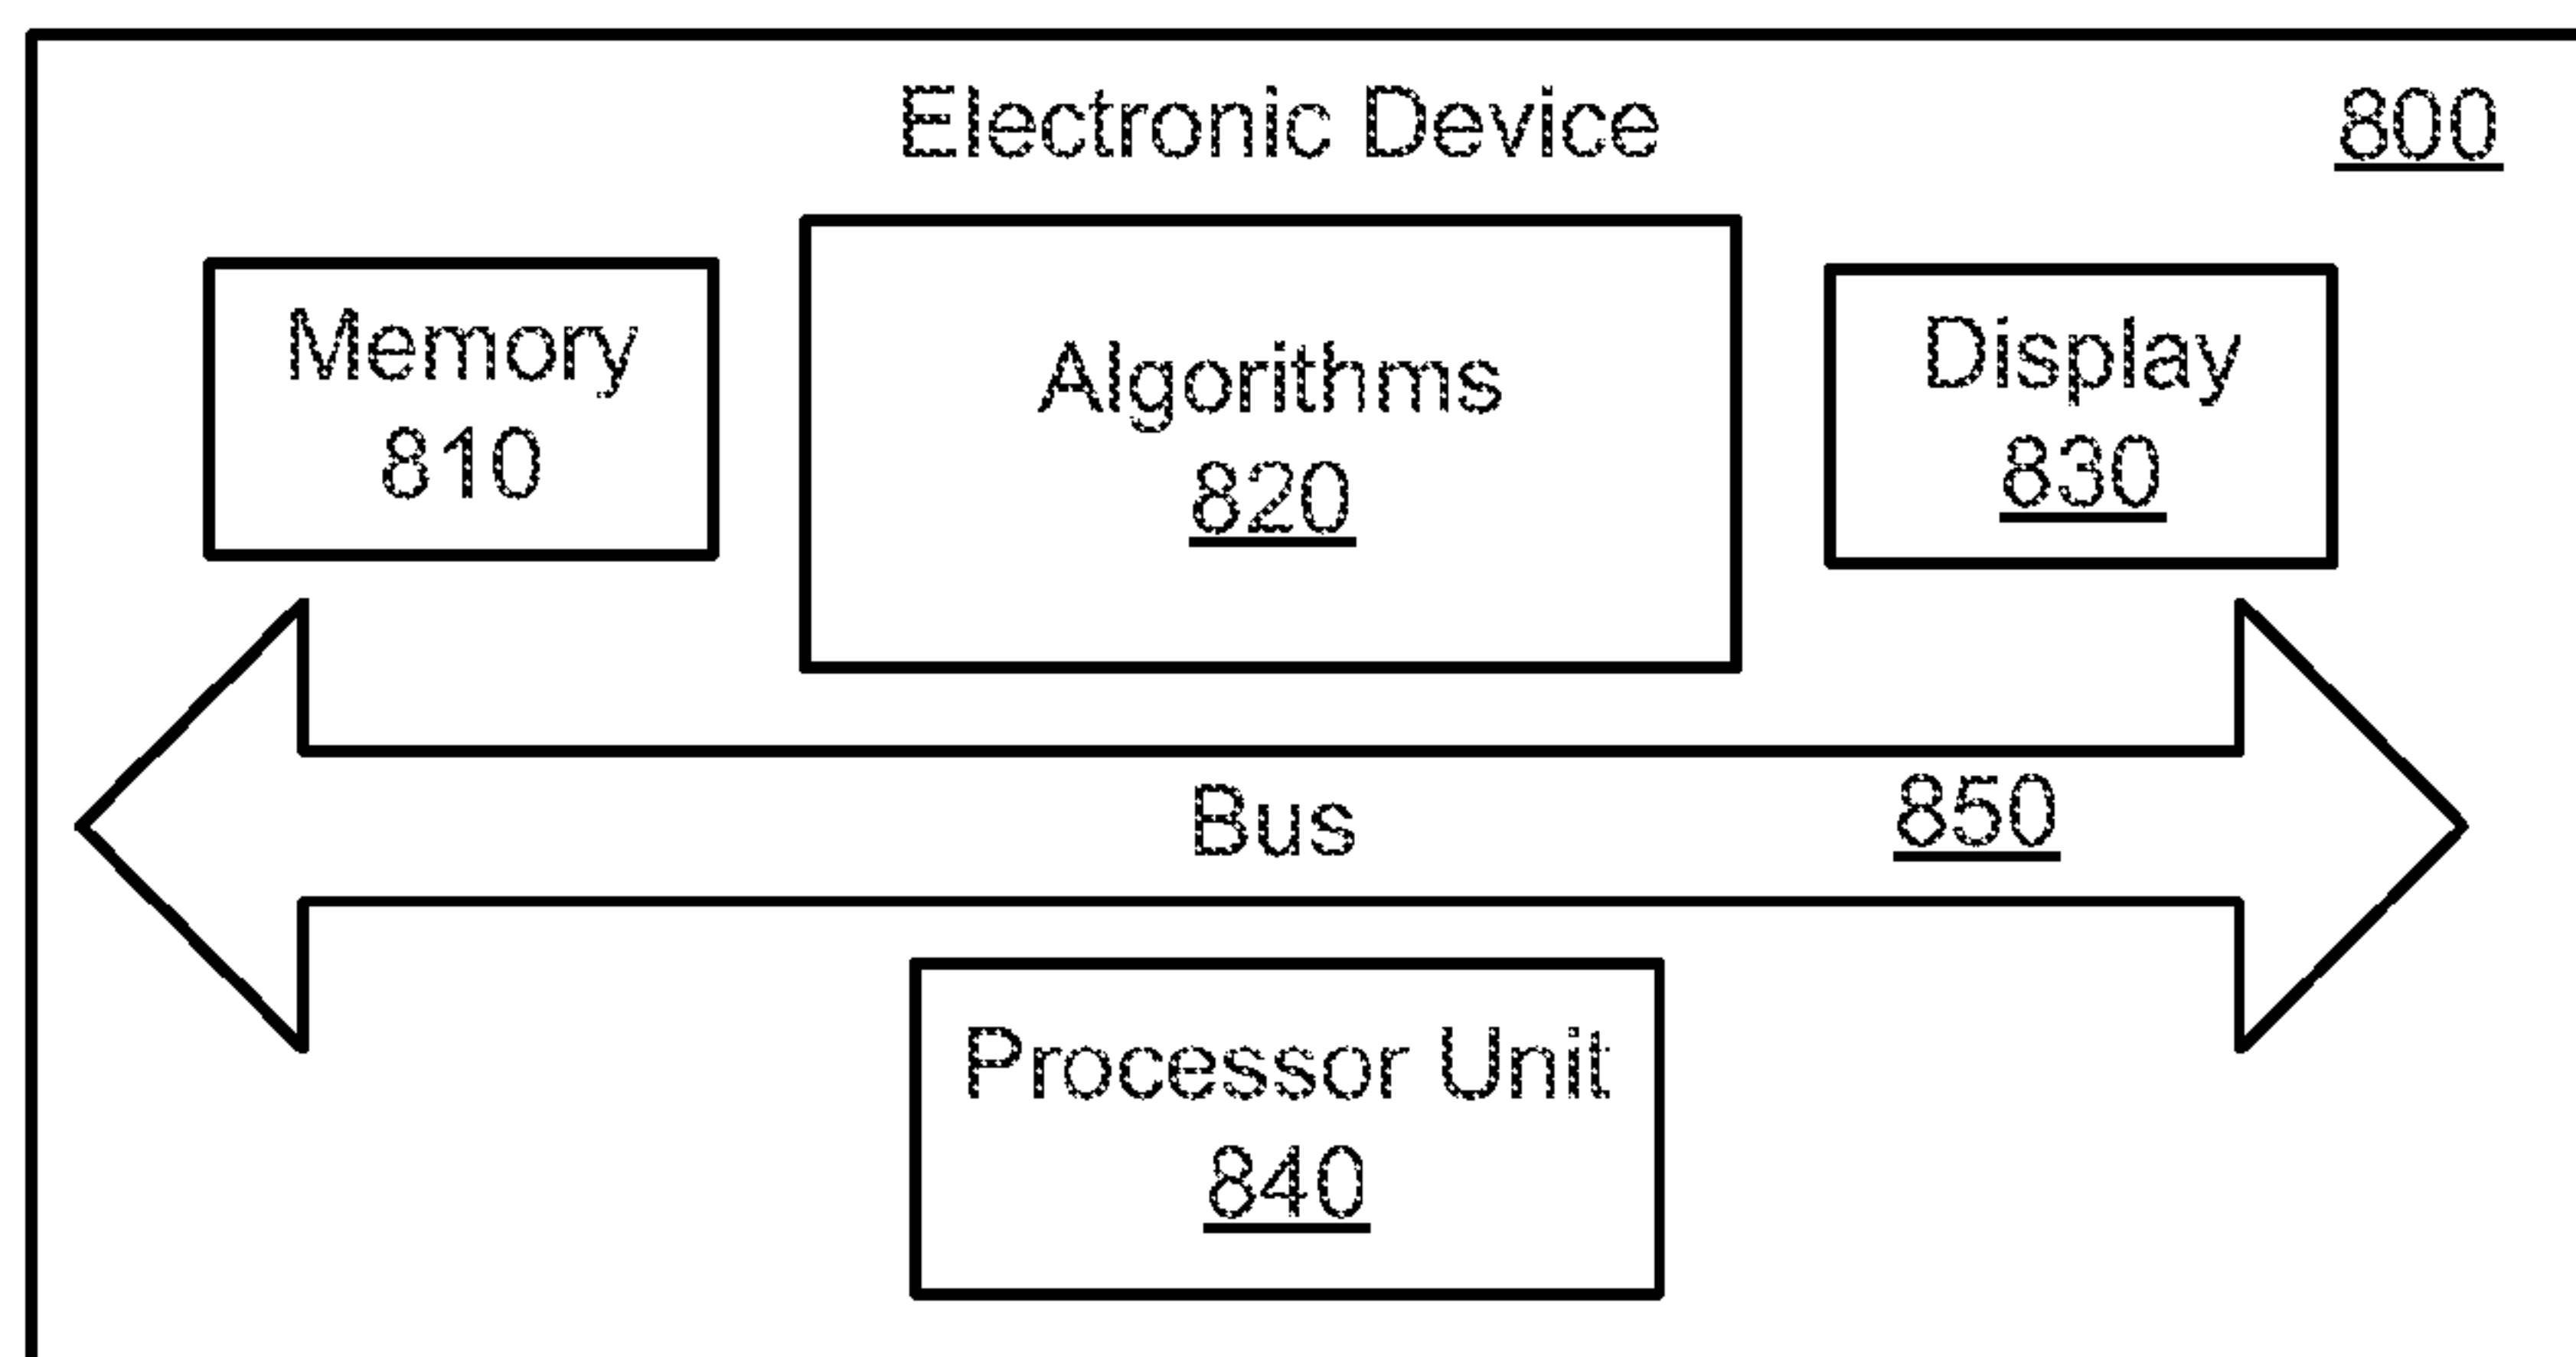 Electronic Device
800
Memory
810
Algorithms
820
Display
830
Bus
850
Processor Unit
840